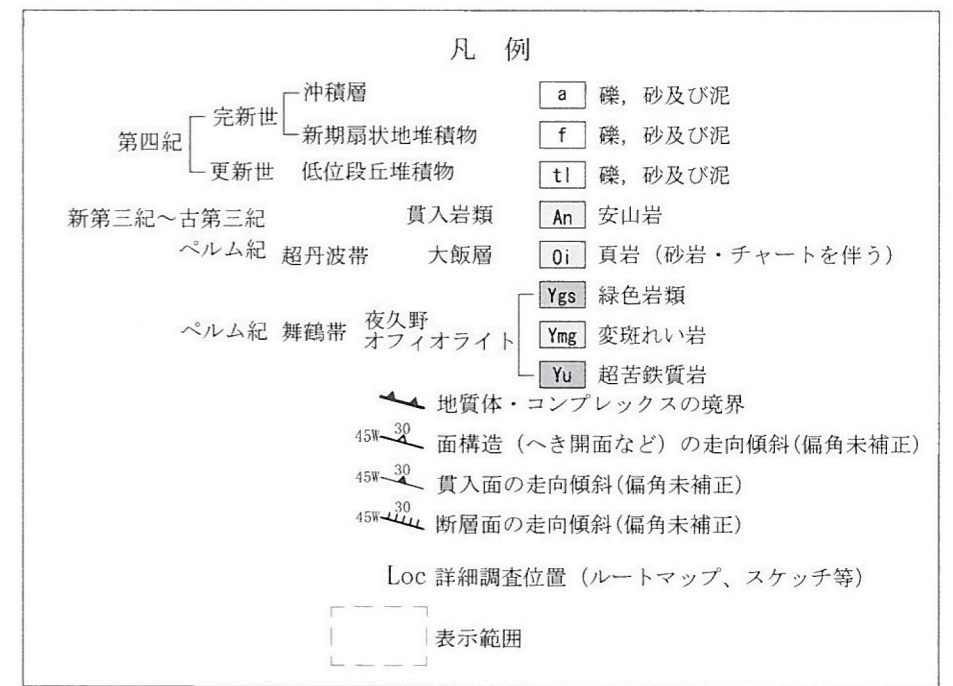 凡 例
沖積層 a 礫, 砂及び泥
完新世
新期扇状地堆積物 f 礫, 砂及び泥
第四紀
更新世 低位段丘堆積物 tl 礫, 砂及び泥
新第三紀~古第三紀 貫入岩類 An 安山岩
ペルム紀 超丹波帯 大飯層 Oi 頁岩(砂岩・チャートを伴う)
Ygs 緑色岩類
ペルム紀 舞鶴帯 夜久野オフィオライト Ymg 変斑れい岩
Yu 超苦鉄質岩
地質体・コンプレックスの境界
45W 30 面構造(へき開面など)の走向傾斜(偏角未補正)
45W 30 貫入面の走向傾斜(偏角未補正)
45W 30 断層面の走向傾斜(偏角未補正)
Loc 詳細調査位置(ルートマップ、スケッチ等)
表示範囲